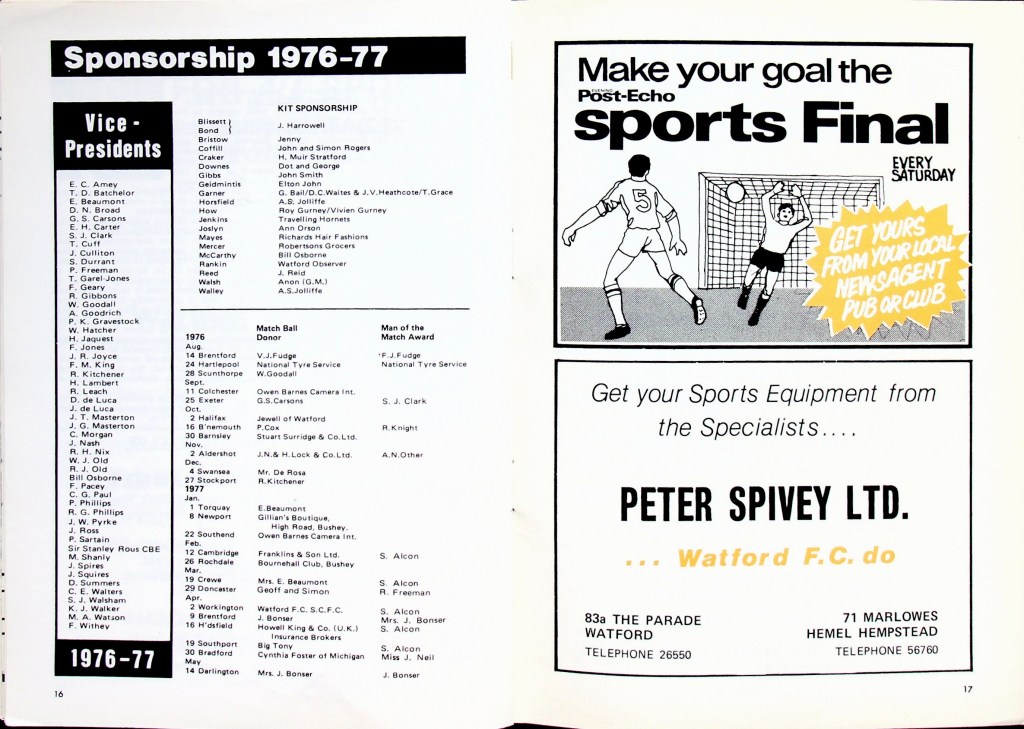 Sponsorship 1976-77
Vice -
Presidents
E. C. Amey
T. D. Batchelor
E. Beaumont
D. N. Broad
G. S. Carsons
E. H. Carter
S. J. Clark
T. Cuff
J. Culliton
S. Durrant
P. Freeman
T. Garel-Jones
F. Geary
R. Gibbons
W. Goodall
A. Goodrich
P. K. Gravestock
W. Hatcher
H. Jaquest
F. Jones
J. R. Joyce
F. M. King
R. Kitchener
H. Lambert
R. Leach
D. de Luca
J. de Luca
J. T. Masterton
J. G. Masterton
C. Morgan
J. Nash
R. H. Nix
W. J. Old
R. J. Old
Bill Osborne
F. Pacey
C. G. Paul
P. Phillips
R. G. Phillips
J. W. Pyrke
J. Ross
P. Sartain
Sir Stanley Rous CBE
M. Shanly
J. Spires
J. Squires
D. Summers
C. E. Walters
S. J. Walsham
K. J. Walker
M. A. Watson
F. Withey
1976-77
16
KIT SPONSORSHIP
Blissett }
Bond } J. Harrowell
Bristow Jenny
Coffill John and Simon Rogers
Craker H. Muir Stratford
Downes Dot and George
Gibbs John Smith
Geidmintis Elton John
Garner G. Bail/D.C.Waites & J.V.Heathcote/T.Grace
Horsfield A.S. Jolliffe
How Roy Gurney/Vivien Gurney
Jenkins Travelling Hornets
Joslyn Ann Orson
Mayes Richards Hair Fashions
Mercer Robertsons Grocers
McCarthy Bill Osborne
Rankin Watford Observer
Reed J. Reid
Walsh Anon (G.M.)
Walley A.S.Jolliffe
Match Ball Man of the
1976 Donor Match Award
Aug.
14 Brentford V.J.Fudge F.J.Fudge
24 Hartlepool National Tyre Service National Tyre Service
28 Scunthorpe W.Goodall
Sept.
11 Colchester Owen Barnes Camera Int.
25 Exeter G.S.Carsons S. J. Clark
Oct.
2 Halifax Jewell of Watford
16 B'nemouth P.Cox R.Knight
30 Barnsley Stuart Surridge & Co.Ltd.
Nov.
2 Aldershot J.N.& H.Lock & Co.Ltd. A.N.Other
Dec.
4 Swansea Mr. De Rosa
27 Stockport R.Kitchener
1977
Jan.
1 Torquay E.Beaumont
8 Newport Gillian's Boutique,
High Road, Bushey.
22 Southend Owen Barnes Camera Int.
Feb.
12 Cambridge Franklins & Son Ltd. S. Alcon
26 Rochdale Bournehall Club, Bushey
Mar.
19 Crewe Mrs. E. Beaumont S. Alcon
29 Doncaster Geoff and Simon R. Freeman
Apr.
2 Workington Watford F.C. S.C.F.C. S. Alcon
9 Brentford J. Bonser Mrs. J. Bonser
16 H'dsfield Howell King & Co. (U.K.) S. Alcon
Insurance Brokers
19 Southport Big Tony S. Alcon
30 Bradford Cynthia Foster of Michigan Miss J. Neil
May
14 Darlington Mrs. J. Bonser J. Bonser
Make your goal the
EVENING
Post-Echo
sports Final
EVERY
SATURDAY
5
GET YOURS
FROM YOUR LOCAL
NEWSAGENT
PUB OR CLUB
Get your Sports Equipment from
the Specialists....
PETER SPIVEY LTD.
... Watford F.C. do
83a THE PARADE
WATFORD
TELEPHONE 26550
71 MARLOWES
HEMEL HEMPSTEAD
TELEPHONE 56760
17